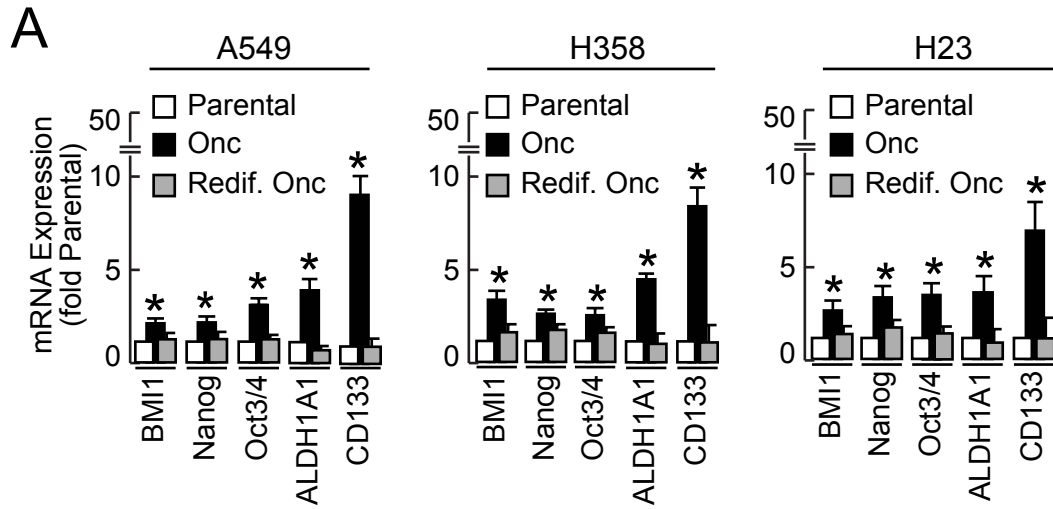 A
A549
H358
H23
mRNA Expression
(fold Parental)
50
10
5
0
Parental
Onc
Redif. Onc
*
*
*
*
*
BMI1
Nanog
Oct3/4
ALDH1A1
CD133
50
10
5
0
Parental
Onc
Redif. Onc
*
*
*
*
*
BMI1
Nanog
Oct3/4
ALDH1A1
CD133
50
10
5
0
Parental
Onc
Redif. Onc
*
*
*
*
*
BMI1
Nanog
Oct3/4
ALDH1A1
CD133